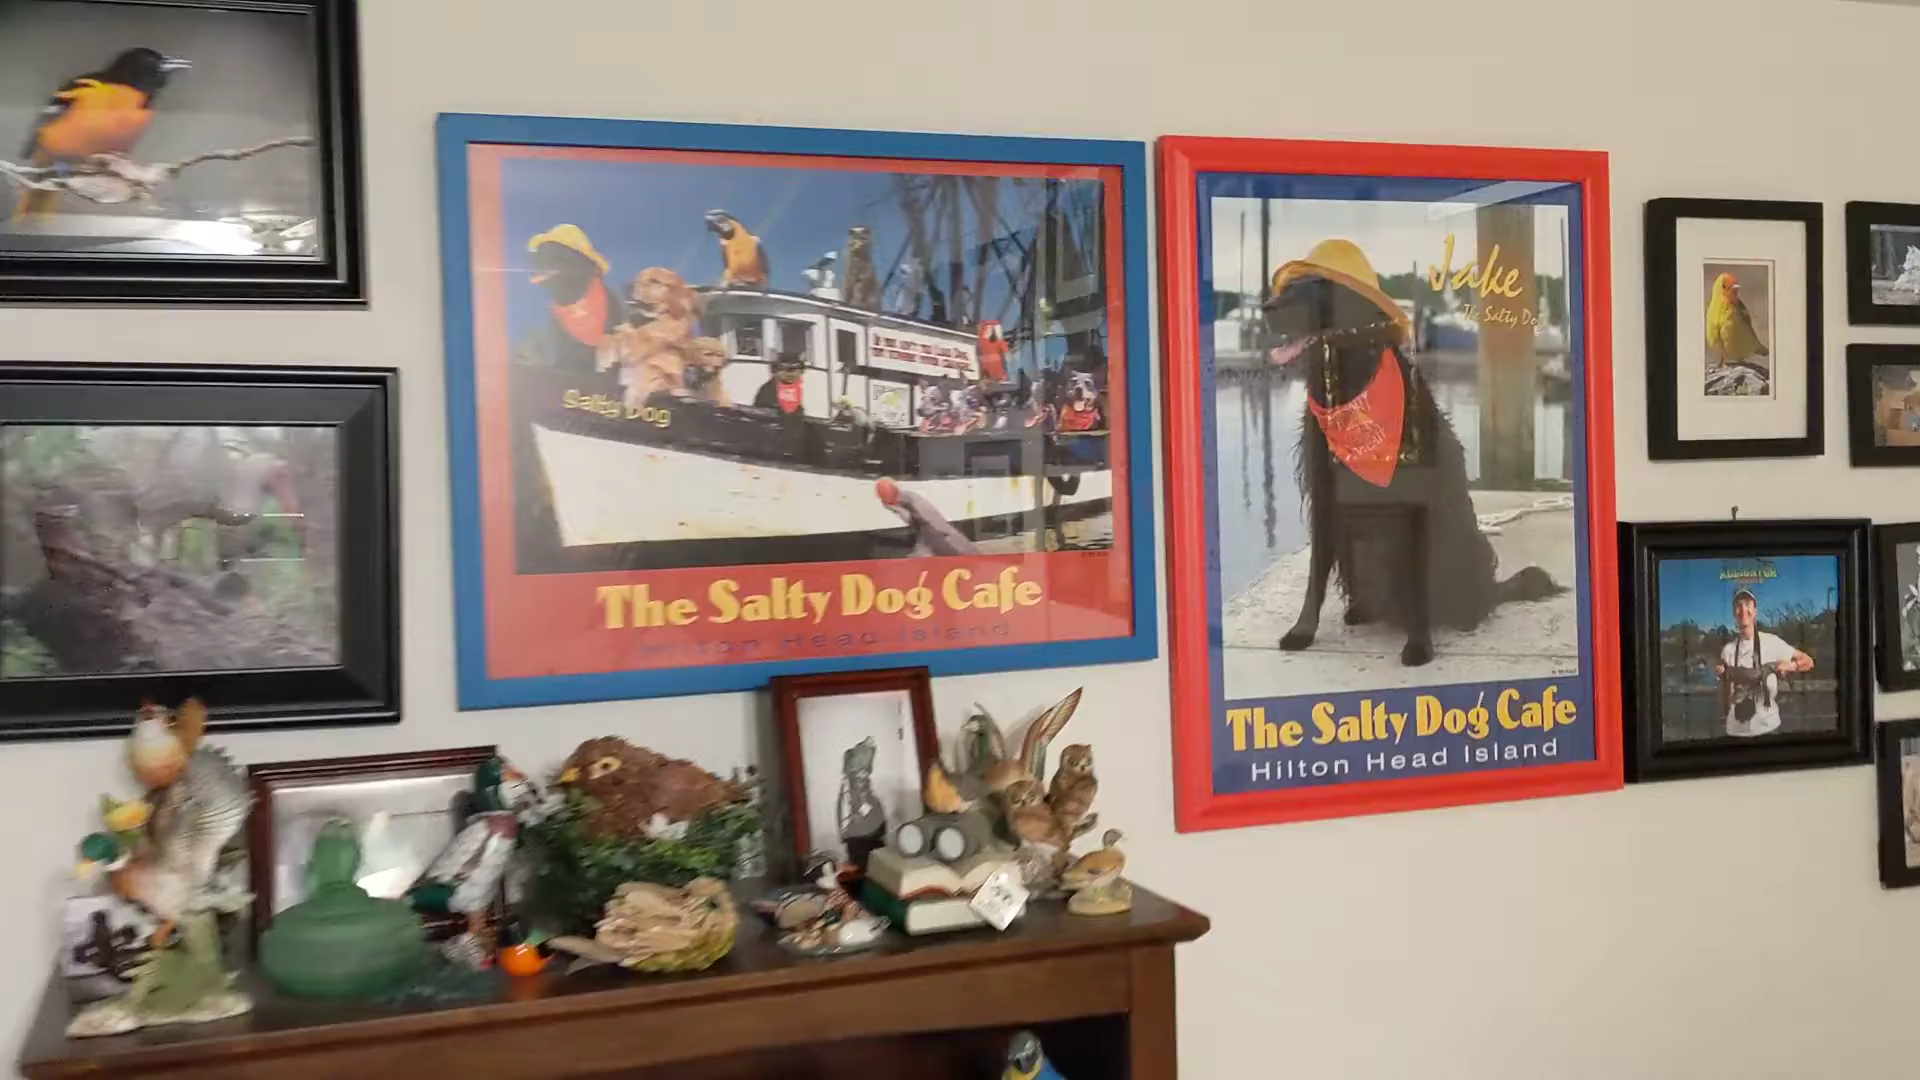 Salty Dog
The Salty Dog Cafe
Hilton Head Island
Jake
The Salty Dog
The Salty Dog Cafe
Hilton Head Island
ALLIGATOR